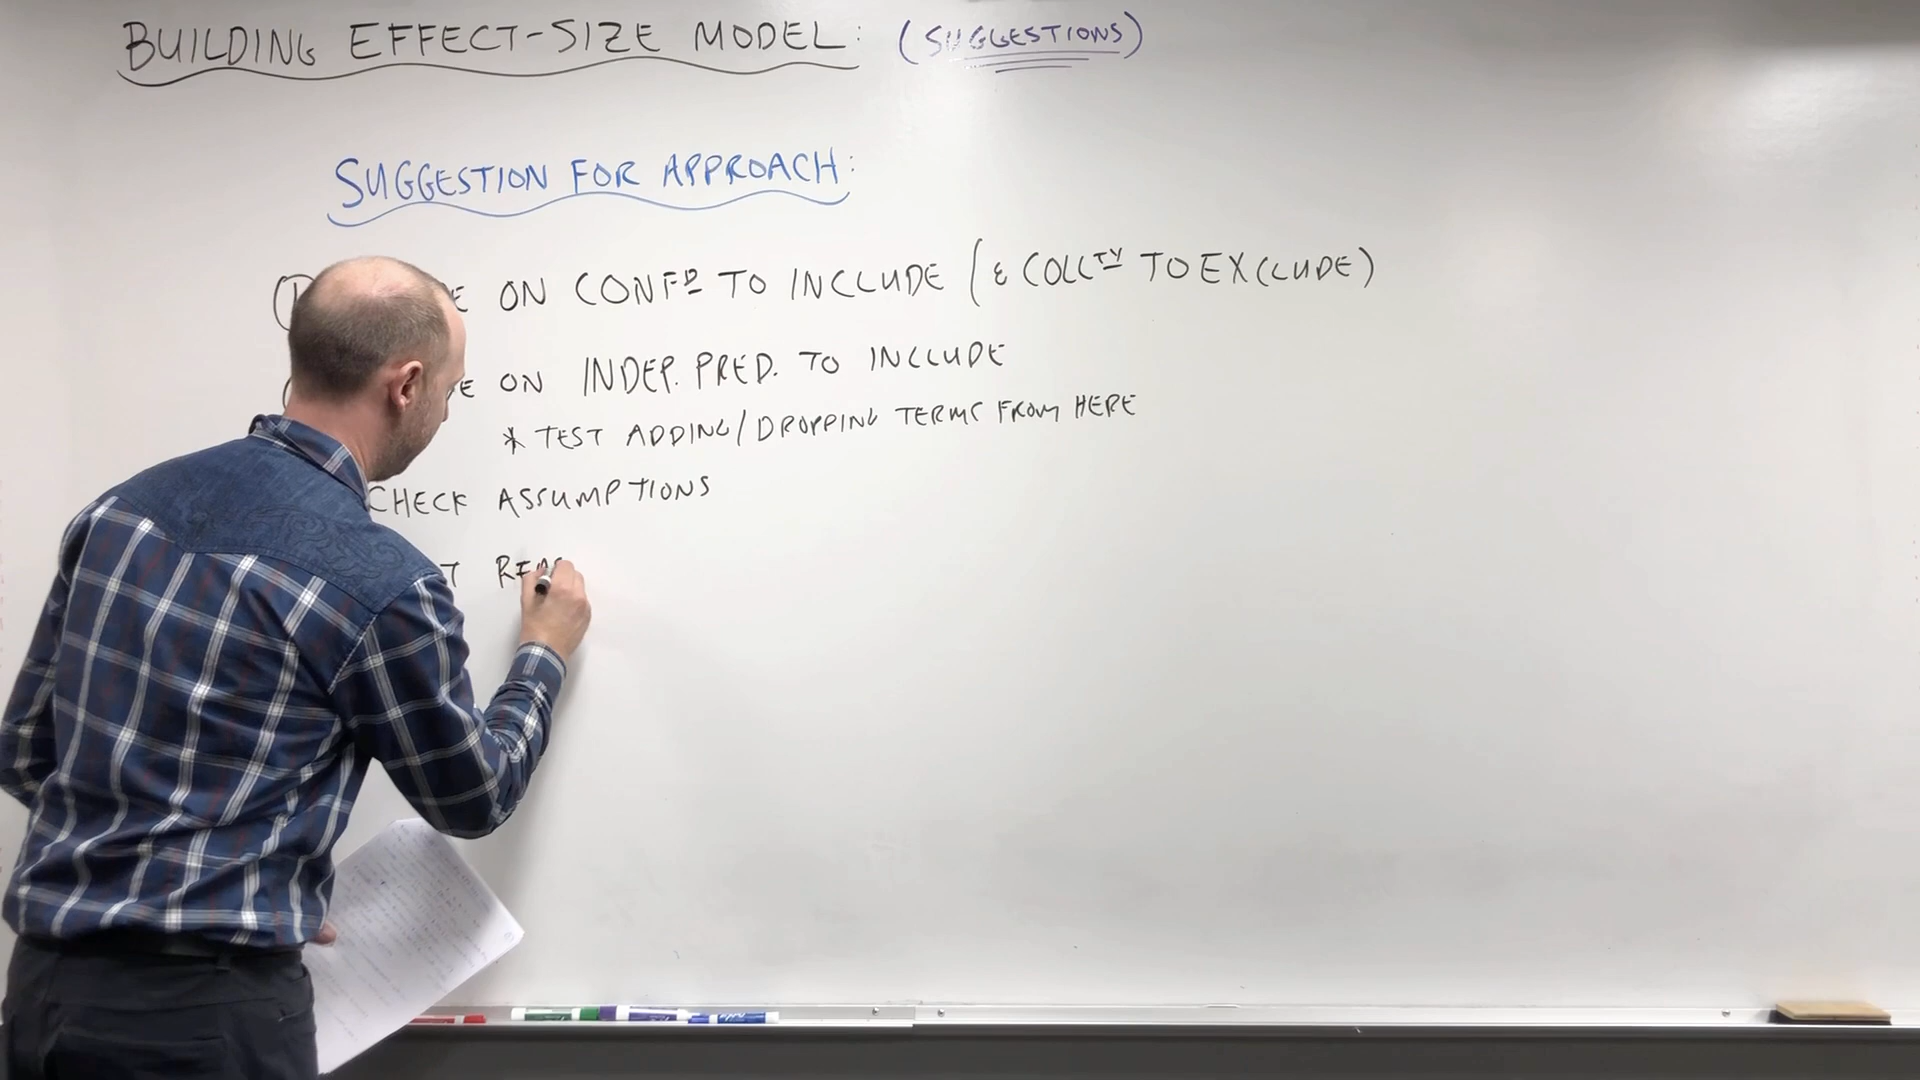 BUILDING EFFECT-SIZE MODEL: (SUGGESTIONS)
SUGGESTION FOR APPROACH:
ON CONFD TO INCLUDE (& COLLTY TO EXCLUDE)
ON INDEP. PRED. TO INCLUDE
* TEST ADDING/DROPPING TERMS FROM HERE
CHECK ASSUMPTIONS